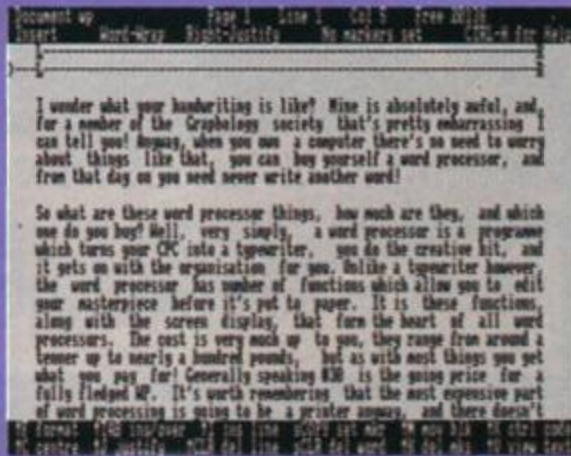 Document wp Page 1 Line 1 Col 5 Free
Insert Word-Wrap Right-Justify No markers set CTRL-H for Help
I wonder what your handwriting is like? Mine is absolutely awful, and,
for a member of the Graphology society that's pretty embarrassing I
can tell you! Anyway, when you own a computer there's no need to worry
about things like that, you can buy yourself a word processor, and
from that day on you need never write another word!
So what are these word processor things, how much are they, and which
one do you buy? Well, very simply, a word processor is a programme
which turns your CPC into a typewriter, you do the creative bit, and
it gets on with the organisation for you. Unlike a typewriter however,
the word processor has number of functions which allow you to edit
your masterpiece before it's put to paper. It is these functions,
along with the screen display, that form the heart of all word
processors. The cost is very much up to you, they range from around a
tenner up to nearly a hundred pounds, but as with most things you get
what you pay for! Generally speaking £30 is the going price for a
fully fledged WP. It's worth remembering that the most expensive part
of word processing is going to be a printer anyway, and there doesn't